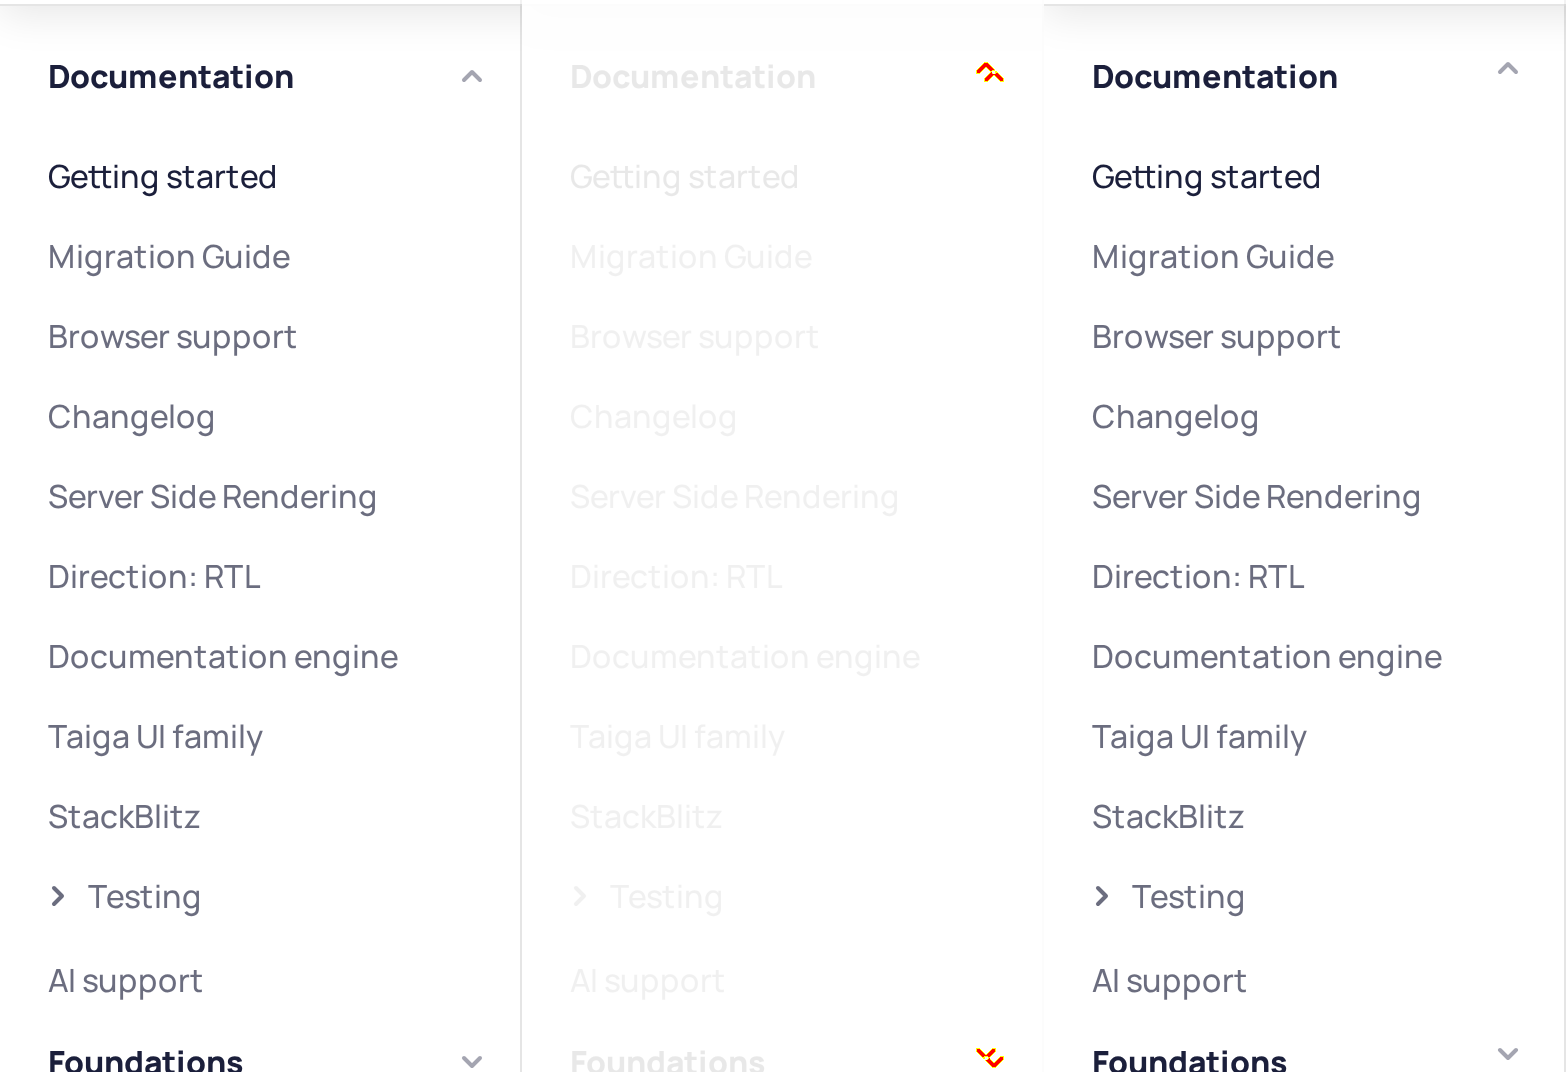 Documentation
Getting started
Migration Guide
Browser support
Changelog
Server Side Rendering
Direction: RTL
Documentation engine
Taiga UI family
StackBlitz
Testing
AI support
Foundations
Documentation
Getting started
Migration Guide
Browser support
Changelog
Server Side Rendering
Direction: RTL
Documentation engine
Taiga UI family
StackBlitz
Testing
AI support
Foundations
Documentation
Getting started
Migration Guide
Browser support
Changelog
Server Side Rendering
Direction: RTL
Documentation engine
Taiga UI family
StackBlitz
Testing
AI support
Foundations